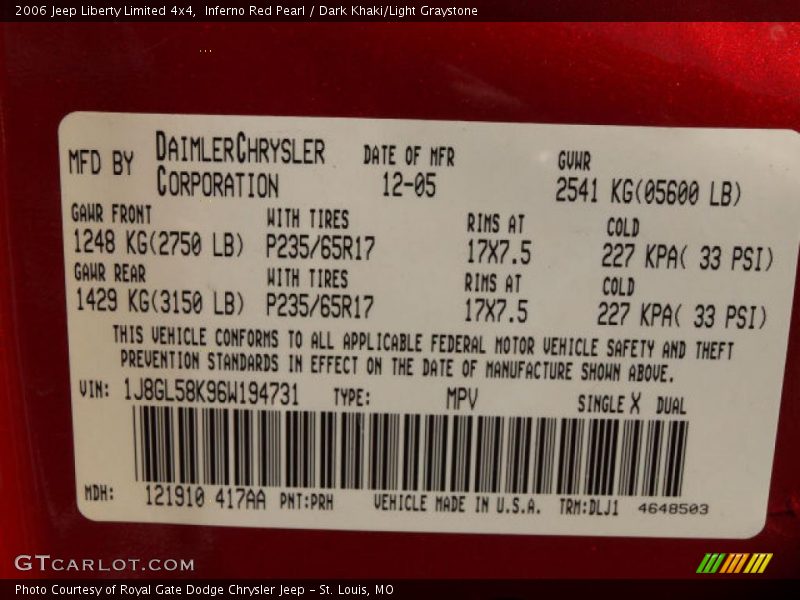 2006 Jeep Liberty Limited 4x4,  Inferno Red Pearl / Dark Khaki/Light Graystone
...
MFD BY DAIMLERCHRYSLER CORPORATION DATE OF MFR 12-05 GVWR 2541 KG(05600 LB)
GAWR FRONT WITH TIRES RIMS AT COLD
1248 KG(2750 LB) P235/65R17 17X7.5 227 KPA( 33 PSI)
GAWR REAR WITH TIRES RIMS AT COLD
1429 KG(3150 LB) P235/65R17 17X7.5 227 KPA( 33 PSI)
THIS VEHICLE CONFORMS TO ALL APPLICABLE FEDERAL MOTOR VEHICLE SAFETY AND THEFT
PREVENTION STANDARDS IN EFFECT ON THE DATE OF MANUFACTURE SHOWN ABOVE.
VIN: 1J8GL58K96W194731 TYPE: MPV SINGLE X DUAL
MDH: 121910 417AA PNT:PRH VEHICLE MADE IN U.S.A. TRM:DLJ1 4648503
GTCARLOT.COM
Photo Courtesy of Royal Gate Dodge Chrysler Jeep - St. Louis, MO